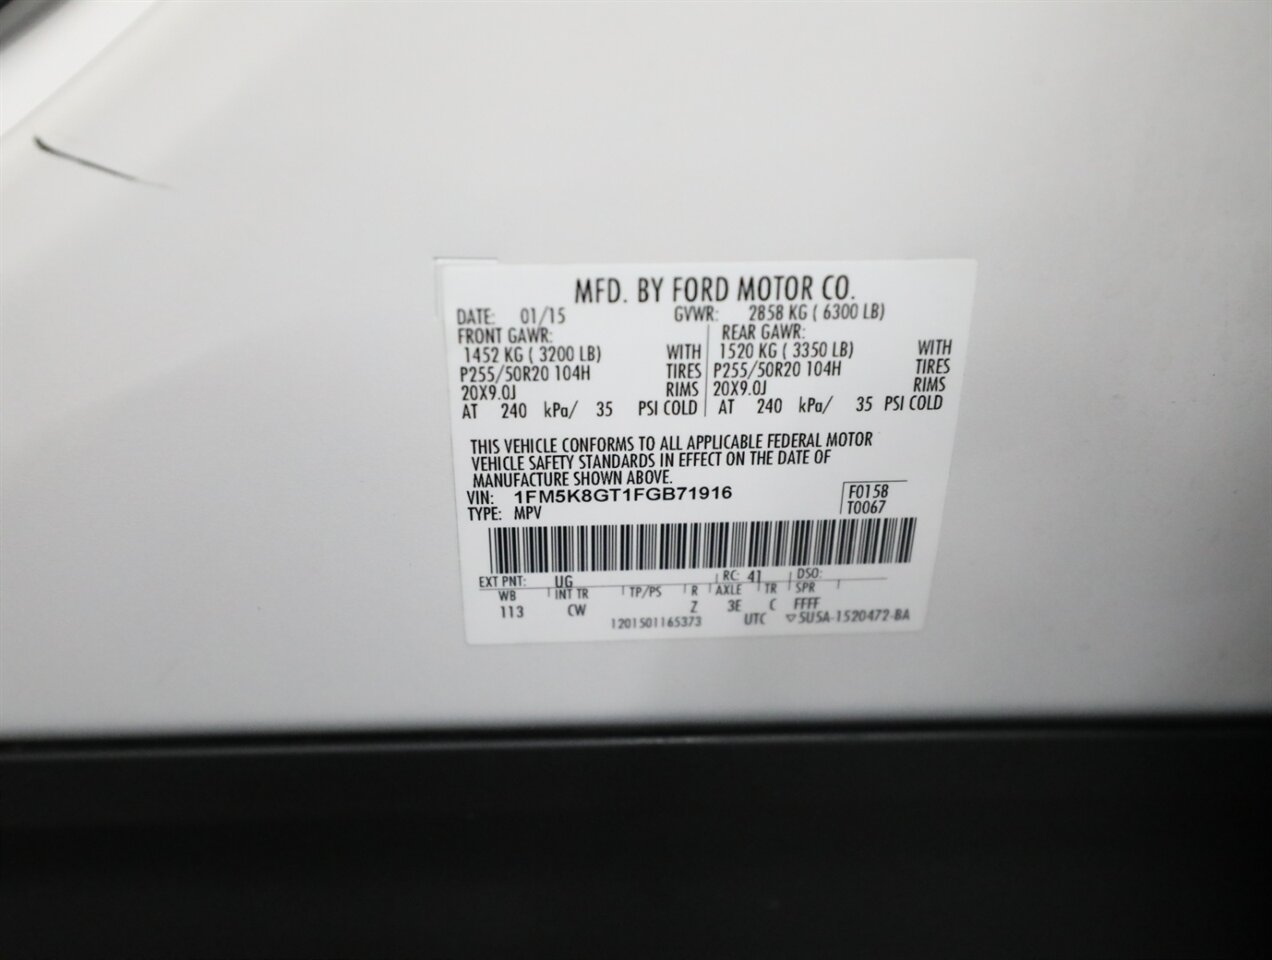 MFD. BY FORD MOTOR CO.
DATE: 01/15 GVWR: 2858 KG ( 6300 LB)
FRONT GAWR: REAR GAWR:
1452 KG ( 3200 LB) WITH 1520 KG ( 3350 LB) WITH
P255/50R20 104H TIRES P255/50R20 104H TIRES
20X9.0J RIMS 20X9.0J RIMS
AT 240 kPa/ 35 PSI COLD AT 240 kPa/ 35 PSI COLD
THIS VEHICLE CONFORMS TO ALL APPLICABLE FEDERAL MOTOR
VEHICLE SAFETY STANDARDS IN EFFECT ON THE DATE OF
MANUFACTURE SHOWN ABOVE.
VIN: 1FM5K8GT1FGB71916 F0158
TYPE: MPV T0067
EXT PNT: UG RC: 41 DSO:
WB INT TR TP/PS R AXLE TR SPR
113 CW Z 3E C FFFF
1201501165373 UTC ▽SU5A-1520472-BA